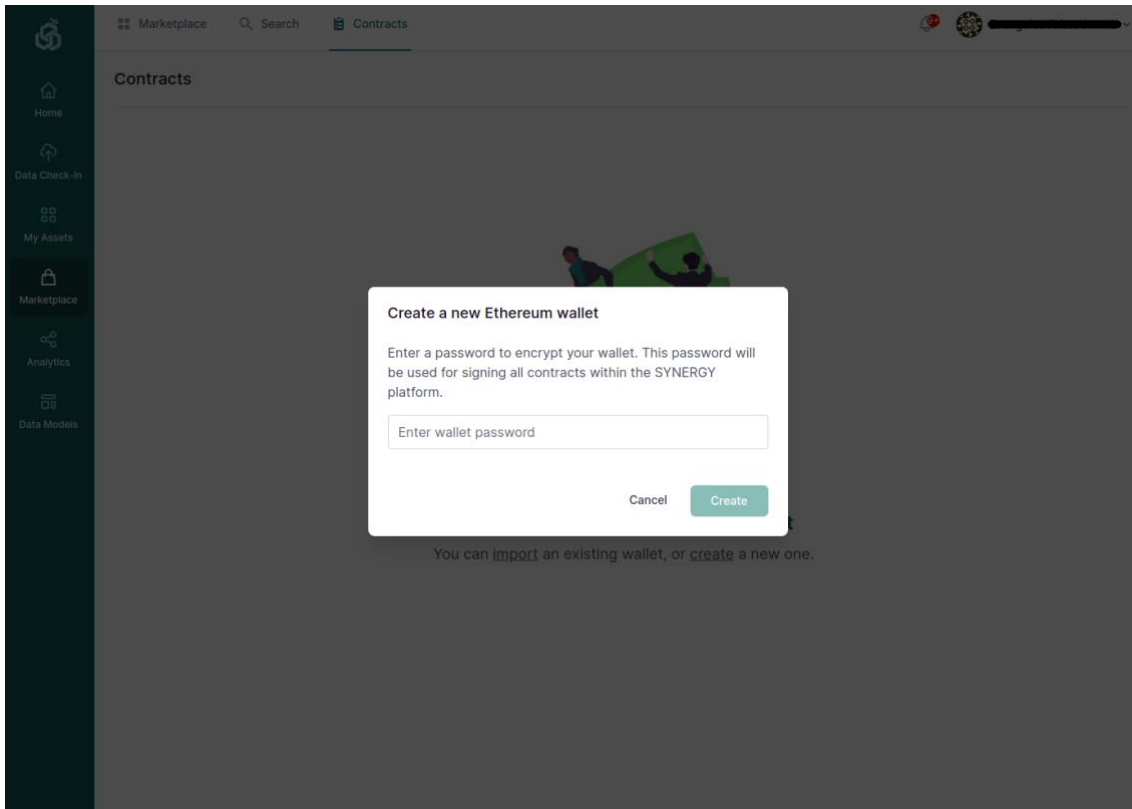 Marketplace
Search
Contracts
9+
Contracts
Home
Data Check-in
My Assets
Marketplace
Analytics
Data Models
Create a new Ethereum wallet
Enter a password to encrypt your wallet. This password will
be used for signing all contracts within the SYNERGY
platform.
Enter wallet password
Cancel
Create
You can import an existing wallet, or create a new one.